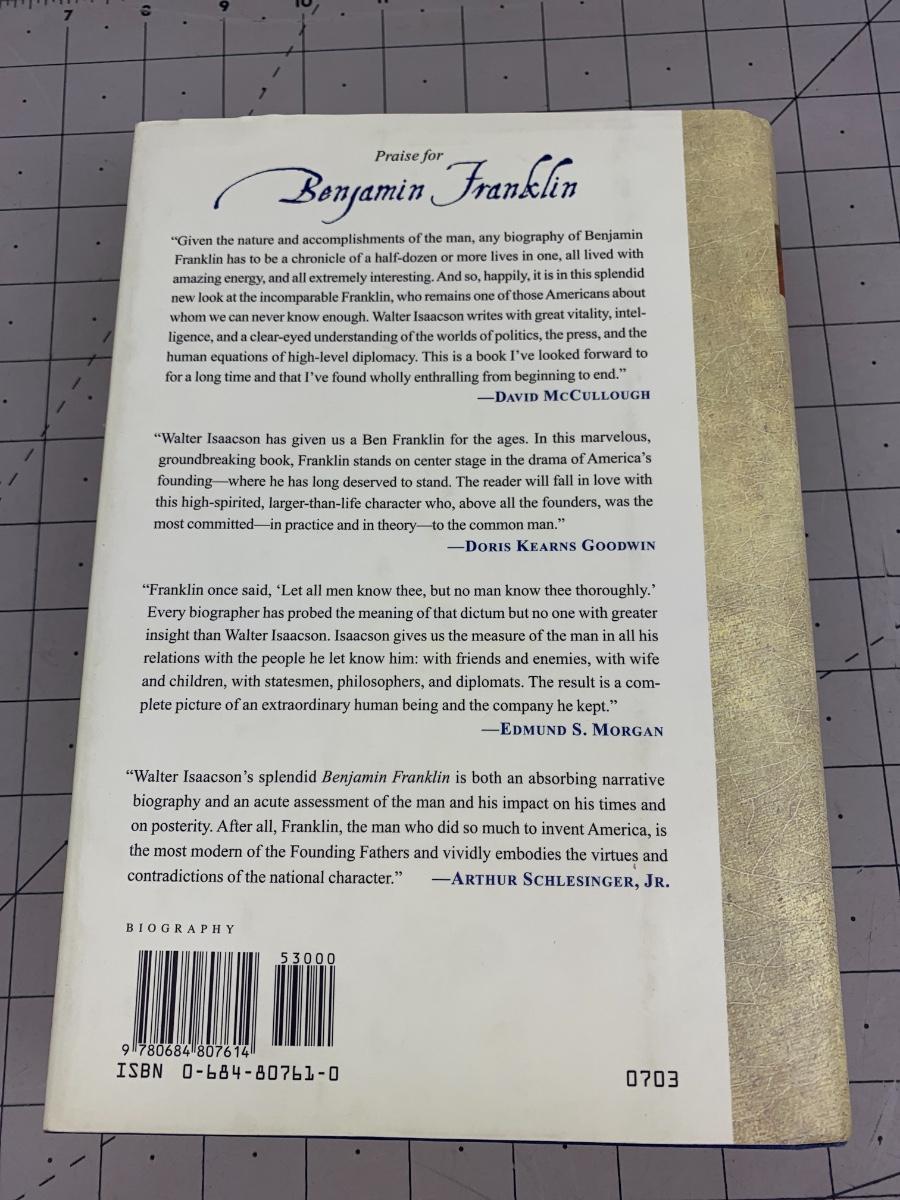 7 8 9 10
Praise for
Benjamin Franklin
“Given the nature and accomplishments of the man, any biography of Benjamin
Franklin has to be a chronicle of a half-dozen or more lives in one, all lived with
amazing energy, and all extremely interesting. And so, happily, it is in this splendid
new look at the incomparable Franklin, who remains one of those Americans about
whom we can never know enough. Walter Isaacson writes with great vitality, intel-
ligence, and a clear-eyed understanding of the worlds of politics, the press, and the
human equations of high-level diplomacy. This is a book I’ve looked forward to
for a long time and that I’ve found wholly enthralling from beginning to end.”
—DAVID MCCULLOUGH
“Walter Isaacson has given us a Ben Franklin for the ages. In this marvelous,
groundbreaking book, Franklin stands on center stage in the drama of America’s
founding—where he has long deserved to stand. The reader will fall in love with
this high-spirited, larger-than-life character who, above all the founders, was the
most committed—in practice and in theory—to the common man.”
—DORIS KEARNS GOODWIN
“Franklin once said, ‘Let all men know thee, but no man know thee thoroughly.’
Every biographer has probed the meaning of that dictum but no one with greater
insight than Walter Isaacson. Isaacson gives us the measure of the man in all his
relations with the people he let know him: with friends and enemies, with wife
and children, with statesmen, philosophers, and diplomats. The result is a com-
plete picture of an extraordinary human being and the company he kept.”
—EDMUND S. MORGAN
“Walter Isaacson’s splendid Benjamin Franklin is both an absorbing narrative
biography and an acute assessment of the man and his impact on his times and
on posterity. After all, Franklin, the man who did so much to invent America, is
the most modern of the Founding Fathers and vividly embodies the virtues and
contradictions of the national character.” —ARTHUR SCHLESINGER, JR.
BIOGRAPHY
53000
9 780684 807614
ISBN 0-684-80761-0
0703